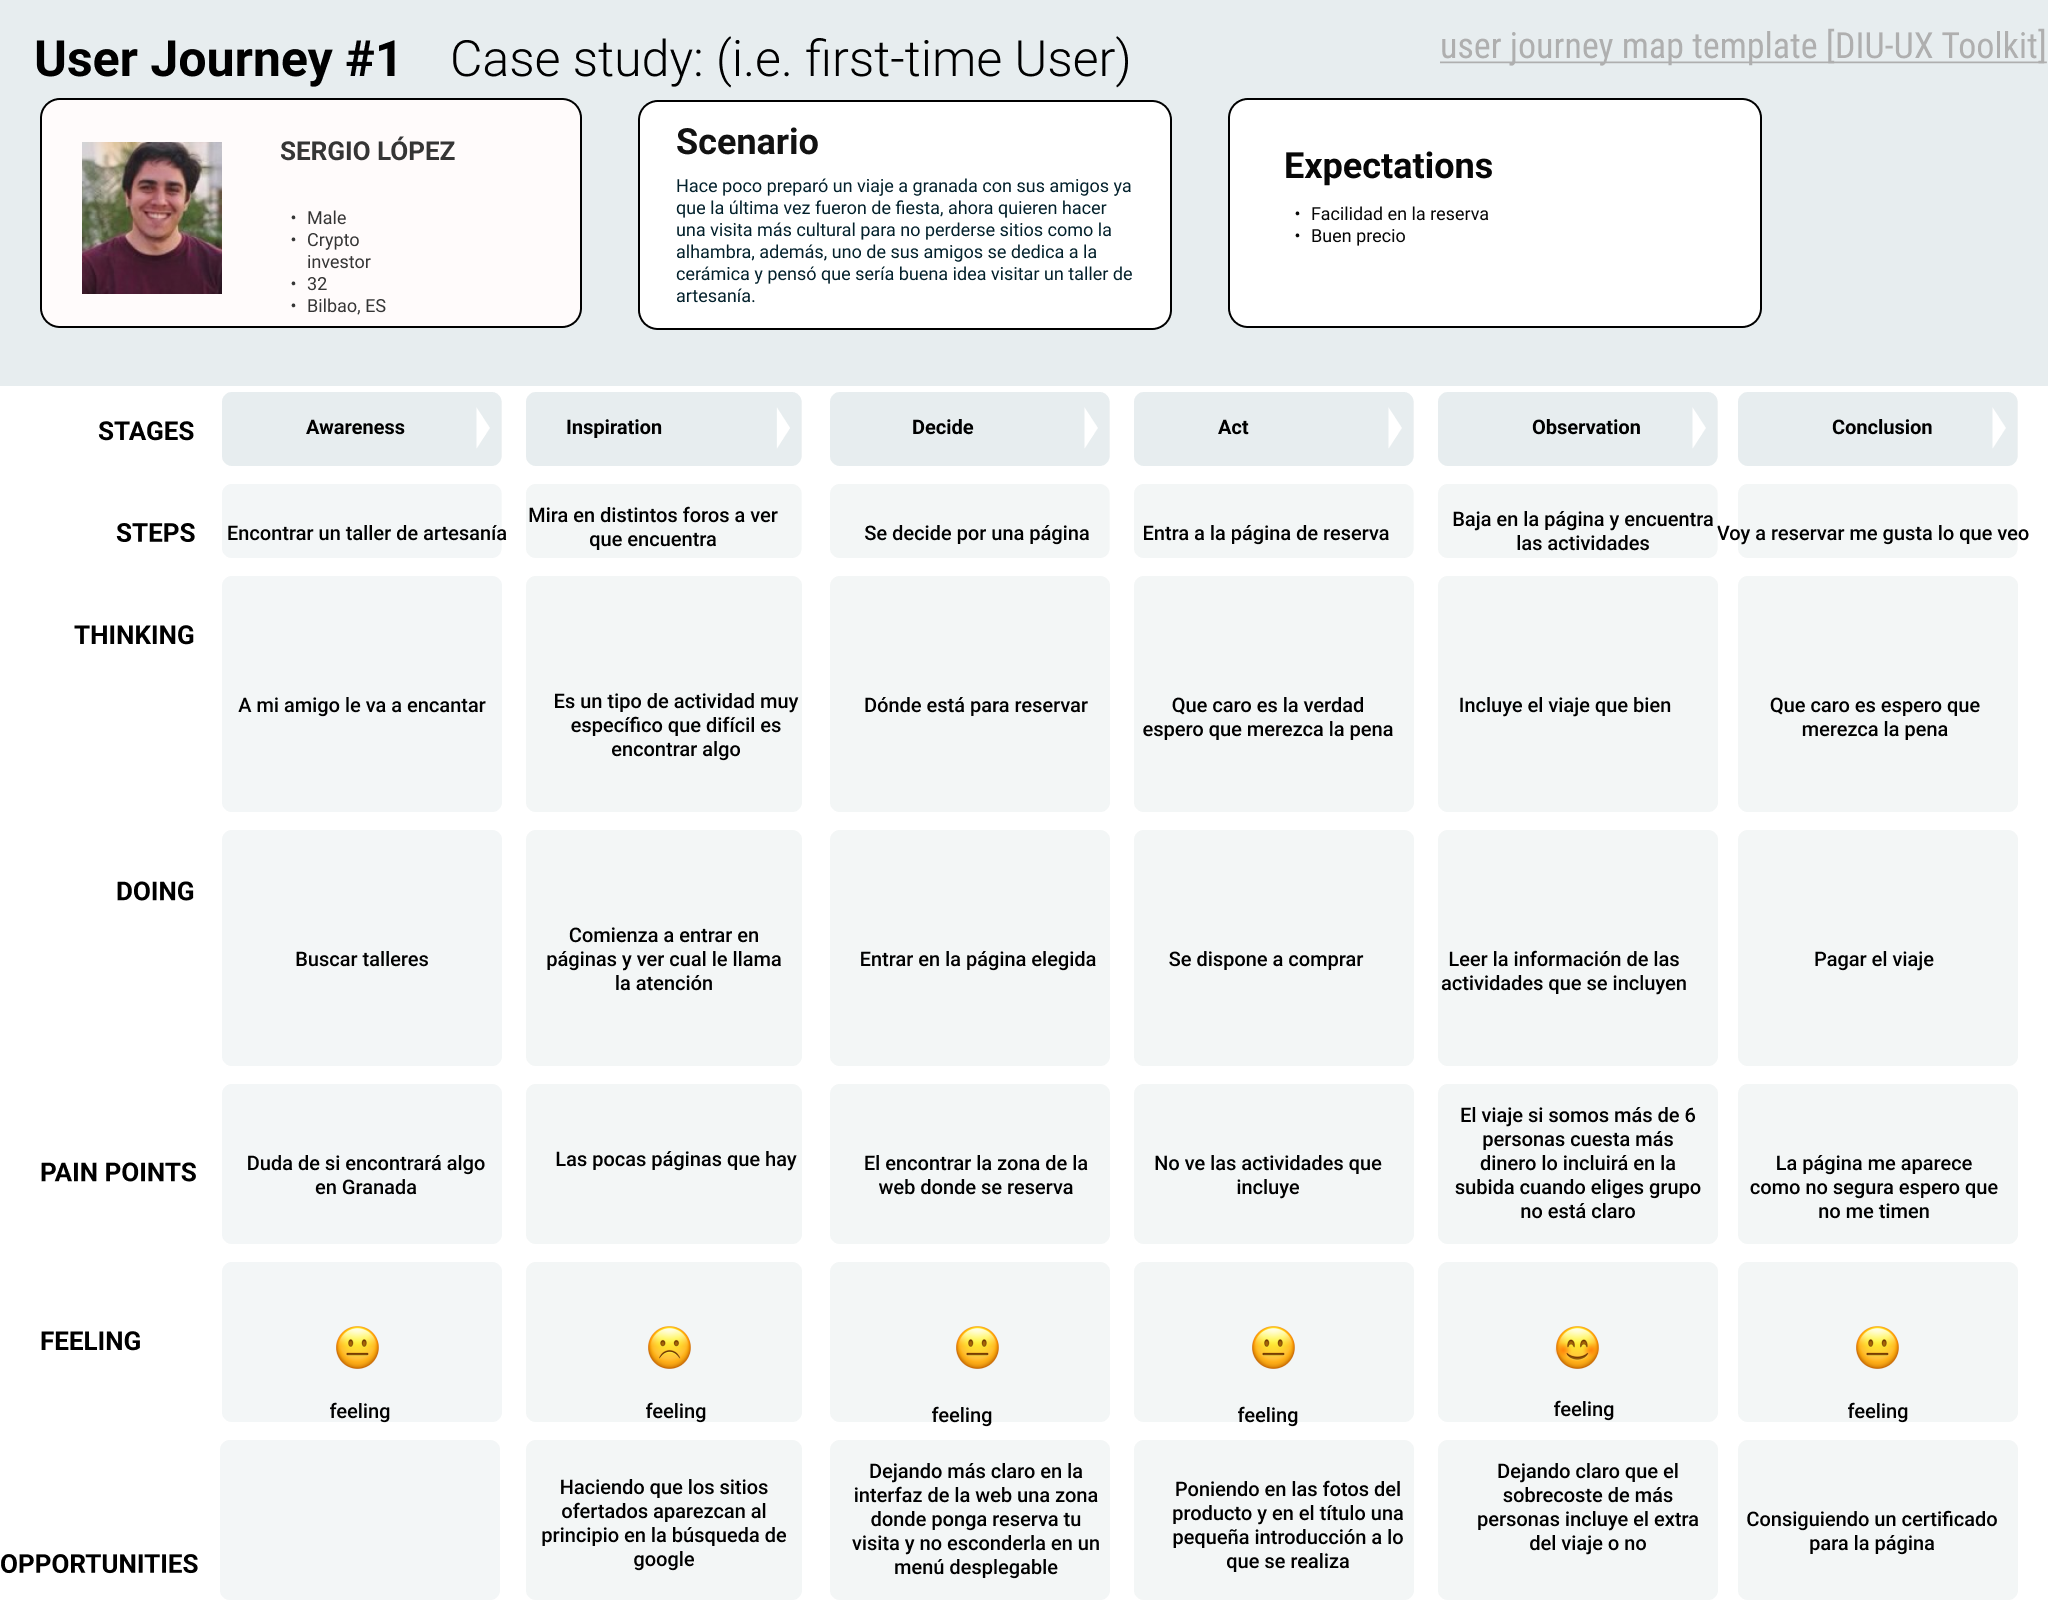 User Journey #1 Case study: (i.e. first-time User)
user journey map template [DIU-UX Toolkit]
SERGIO LÓPEZ
• Male
• Crypto
investor
• 32
• Bilbao, ES
Scenario
Hace poco preparó un viaje a granada con sus amigos ya
que la última vez fueron de fiesta, ahora quieren hacer
una visita más cultural para no perderse sitios como la
alhambra, además, uno de sus amigos se dedica a la
cerámica y pensó que sería buena idea visitar un taller de
artesanía.
Expectations
• Facilidad en la reserva
• Buen precio
STAGES
Awareness
Inspiration
Decide
Act
Observation
Conclusion
STEPS
Encontrar un taller de artesanía
Mira en distintos foros a ver
que encuentra
Se decide por una página
Entra a la página de reserva
Baja en la página y encuentra
las actividades
Voy a reservar me gusta lo que veo
THINKING
A mi amigo le va a encantar
Es un tipo de actividad muy
específico que difícil es
encontrar algo
Dónde está para reservar
Que caro es la verdad
espero que merezca la pena
Incluye el viaje que bien
Que caro es espero que
merezca la pena
DOING
Buscar talleres
Comienza a entrar en
páginas y ver cual le llama
la atención
Entrar en la página elegida
Se dispone a comprar
Leer la información de las
actividades que se incluyen
Pagar el viaje
PAIN POINTS
Duda de si encontrará algo
en Granada
Las pocas páginas que hay
El encontrar la zona de la
web donde se reserva
No ve las actividades que
incluye
El viaje si somos más de 6
personas cuesta más
dinero lo incluirá en la
subida cuando eliges grupo
no está claro
La página me aparece
como no segura espero que
no me timen
FEELING
feeling
feeling
feeling
feeling
feeling
feeling
OPPORTUNITIES
Haciendo que los sitios
ofertados aparezcan al
principio en la búsqueda de
google
Dejando más claro en la
interfaz de la web una zona
donde ponga reserva tu
visita y no esconderla en un
menú desplegable
Poniendo en las fotos del
producto y en el título una
pequeña introducción a lo
que se realiza
Dejando claro que el
sobrecoste de más
personas incluye el extra
del viaje o no
Consiguiendo un certificado
para la página